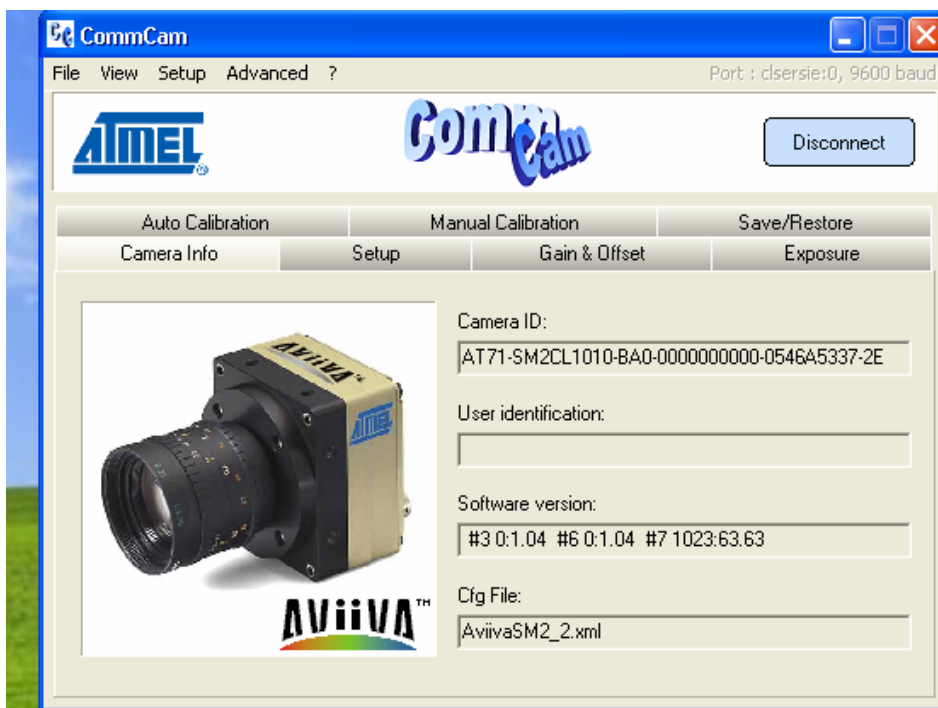 CommCam
File View Setup Advanced ?
Port : clsersie:0, 9600 baud
ATMEL®
CommCam
Disconnect
Auto Calibration Manual Calibration Save/Restore
Camera Info Setup Gain & Offset Exposure
Camera ID:
AT71-SM2CL1010-BA0-0000000000-0546A5337-2E
User identification:
Software version:
#3 0:1.04 #6 0:1.04 #7 1023:63.63
Cfg File:
AviivaSM2_2.xml
AViiVA™
ATMEL
AViiVA™